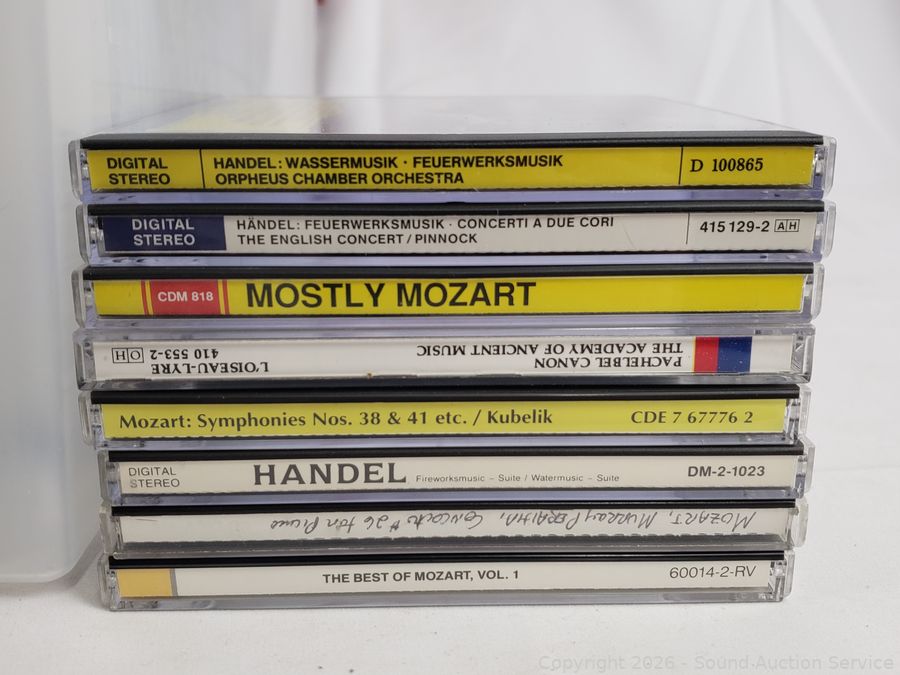 DIGITAL STEREO HANDEL: WASSERMUSIK · FEUERWERKSMUSIK ORPHEUS CHAMBER ORCHESTRA D 100865
DIGITAL STEREO HÄNDEL: FEUERWERKSMUSIK · CONCERTI A DUE CORI THE ENGLISH CONCERT / PINNOCK 415 129-2 AH
CDM 818 MOSTLY MOZART
PACHELBEL CANON THE ACADEMY OF ANCIENT MUSIC L'OISEAU-LYRE 410 553-2 OH
Mozart: Symphonies Nos. 38 & 41 etc. / Kubelik CDE 7 67776 2
DIGITAL STEREO HANDEL Fireworksmusic – Suite / Watermusic – Suite DM-2-1023
MOZART, Murray PERAHIA, #26 Piano
THE BEST OF MOZART, VOL. 1 60014-2-RV
Copyright 2026 - Sound Auction Service